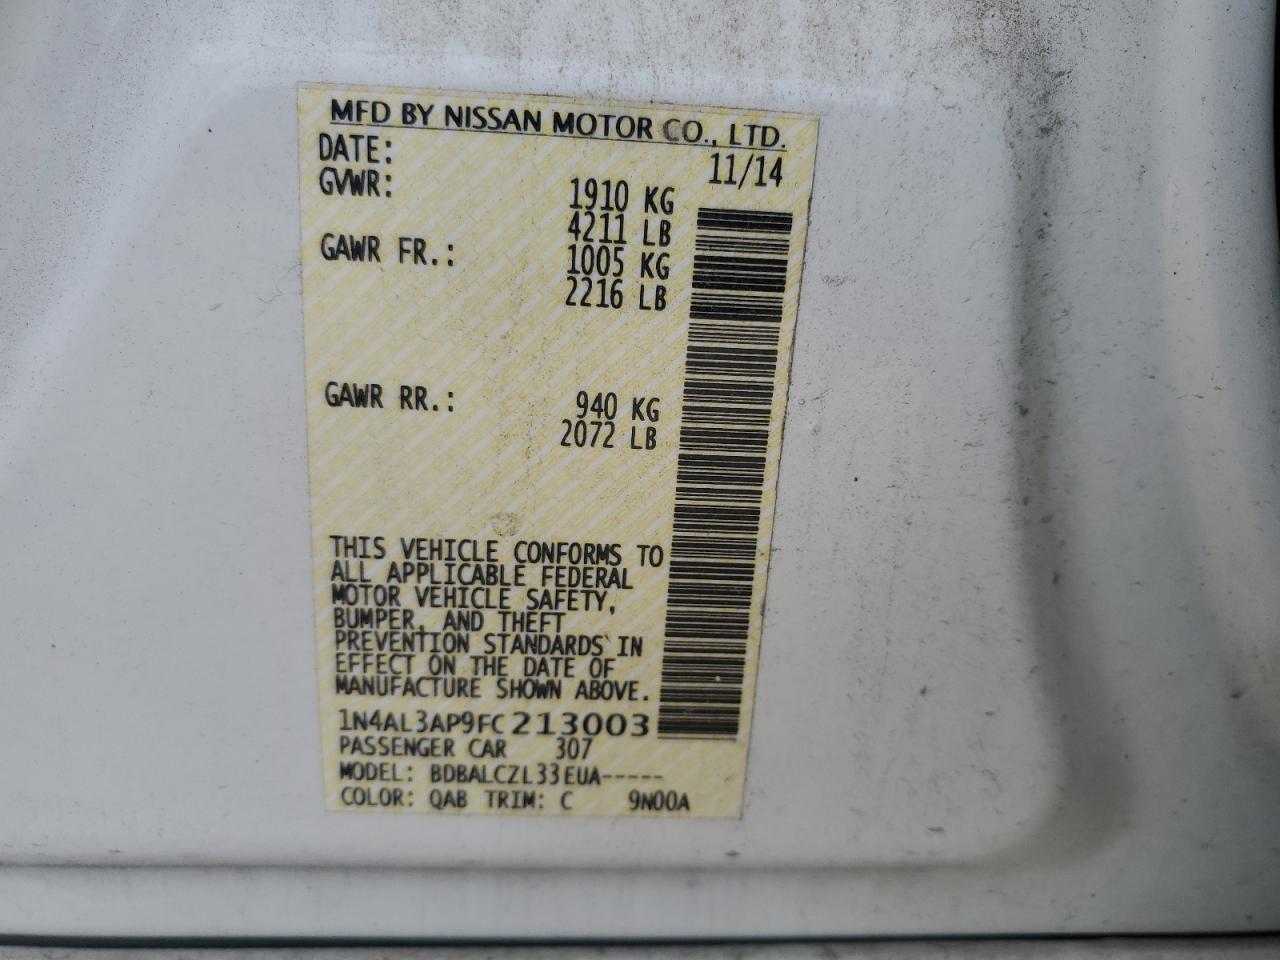 MFD BY NISSAN MOTOR CO., LTD.
DATE: 11/14
GVWR: 1910 KG
4211 LB
GAWR FR.: 1005 KG
2216 LB
GAWR RR.: 940 KG
2072 LB
THIS VEHICLE CONFORMS TO
ALL APPLICABLE FEDERAL
MOTOR VEHICLE SAFETY,
BUMPER, AND THEFT
PREVENTION STANDARDS IN
EFFECT ON THE DATE OF
MANUFACTURE SHOWN ABOVE.
1N4AL3AP9FC213003
PASSENGER CAR 307
MODEL: BDBALCZL33EUA-----
COLOR: QAB TRIM: C 9N00A